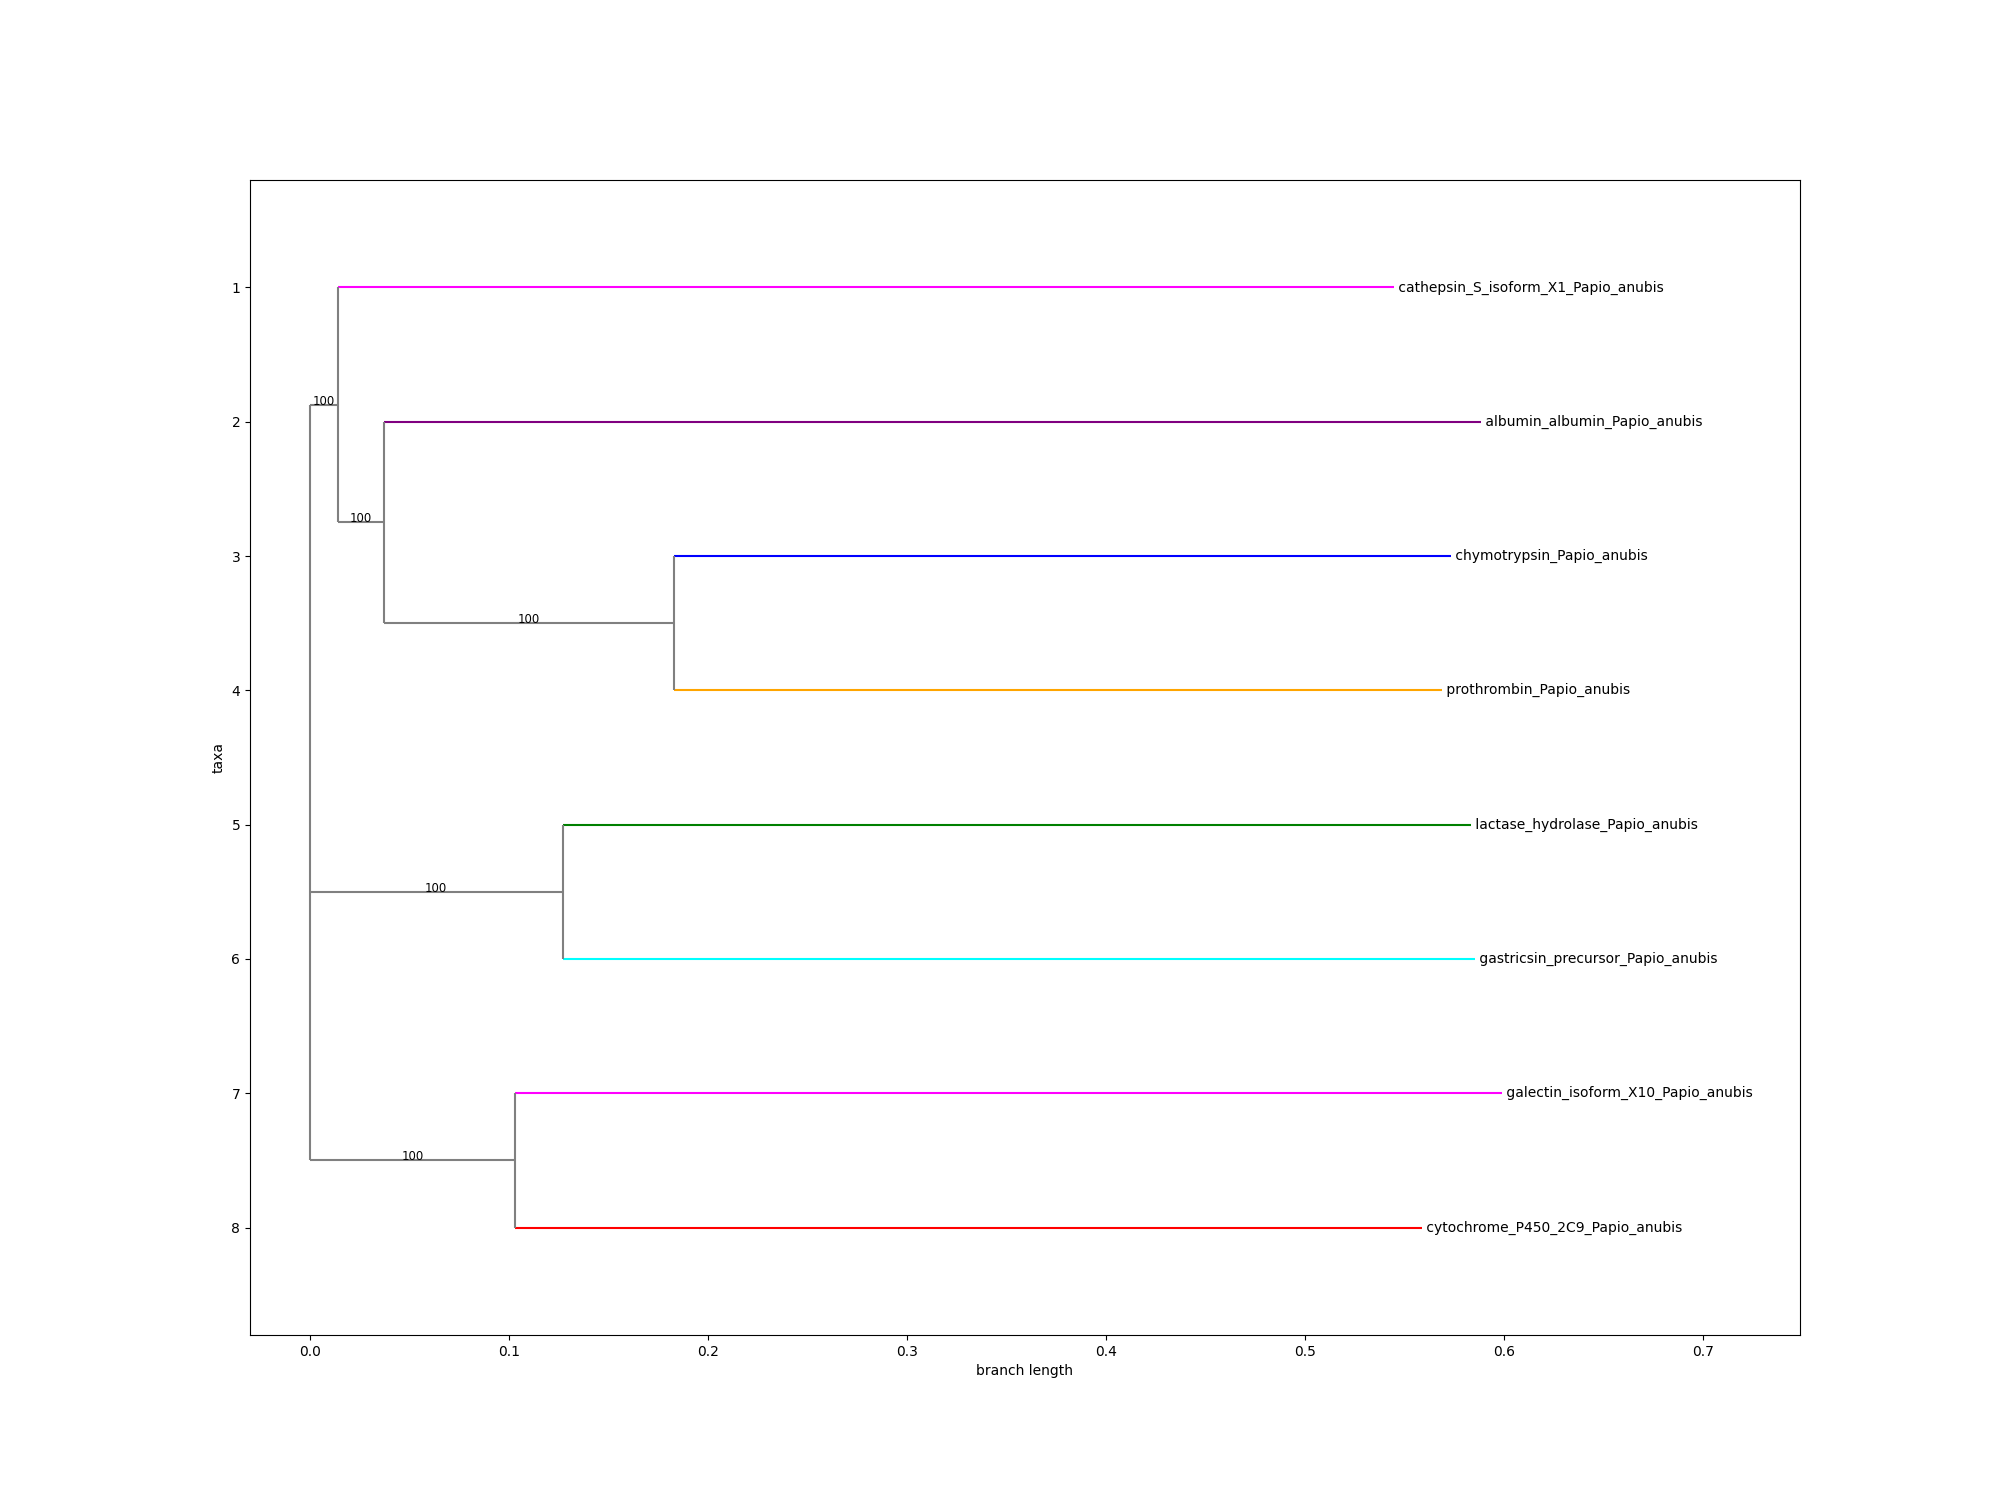 1
cathepsin_S_isoform_X1_Papio_anubis
100
2
albumin_albumin_Papio_anubis
100
3
chymotrypsin_Papio_anubis
100
4
prothrombin_Papio_anubis
taxa
5
lactase_hydrolase_Papio_anubis
100
6
gastricsin_precursor_Papio_anubis
7
galectin_isoform_X10_Papio_anubis
100
8
cytochrome_P450_2C9_Papio_anubis
0.0 0.1 0.2 0.3 0.4 0.5 0.6 0.7
branch length